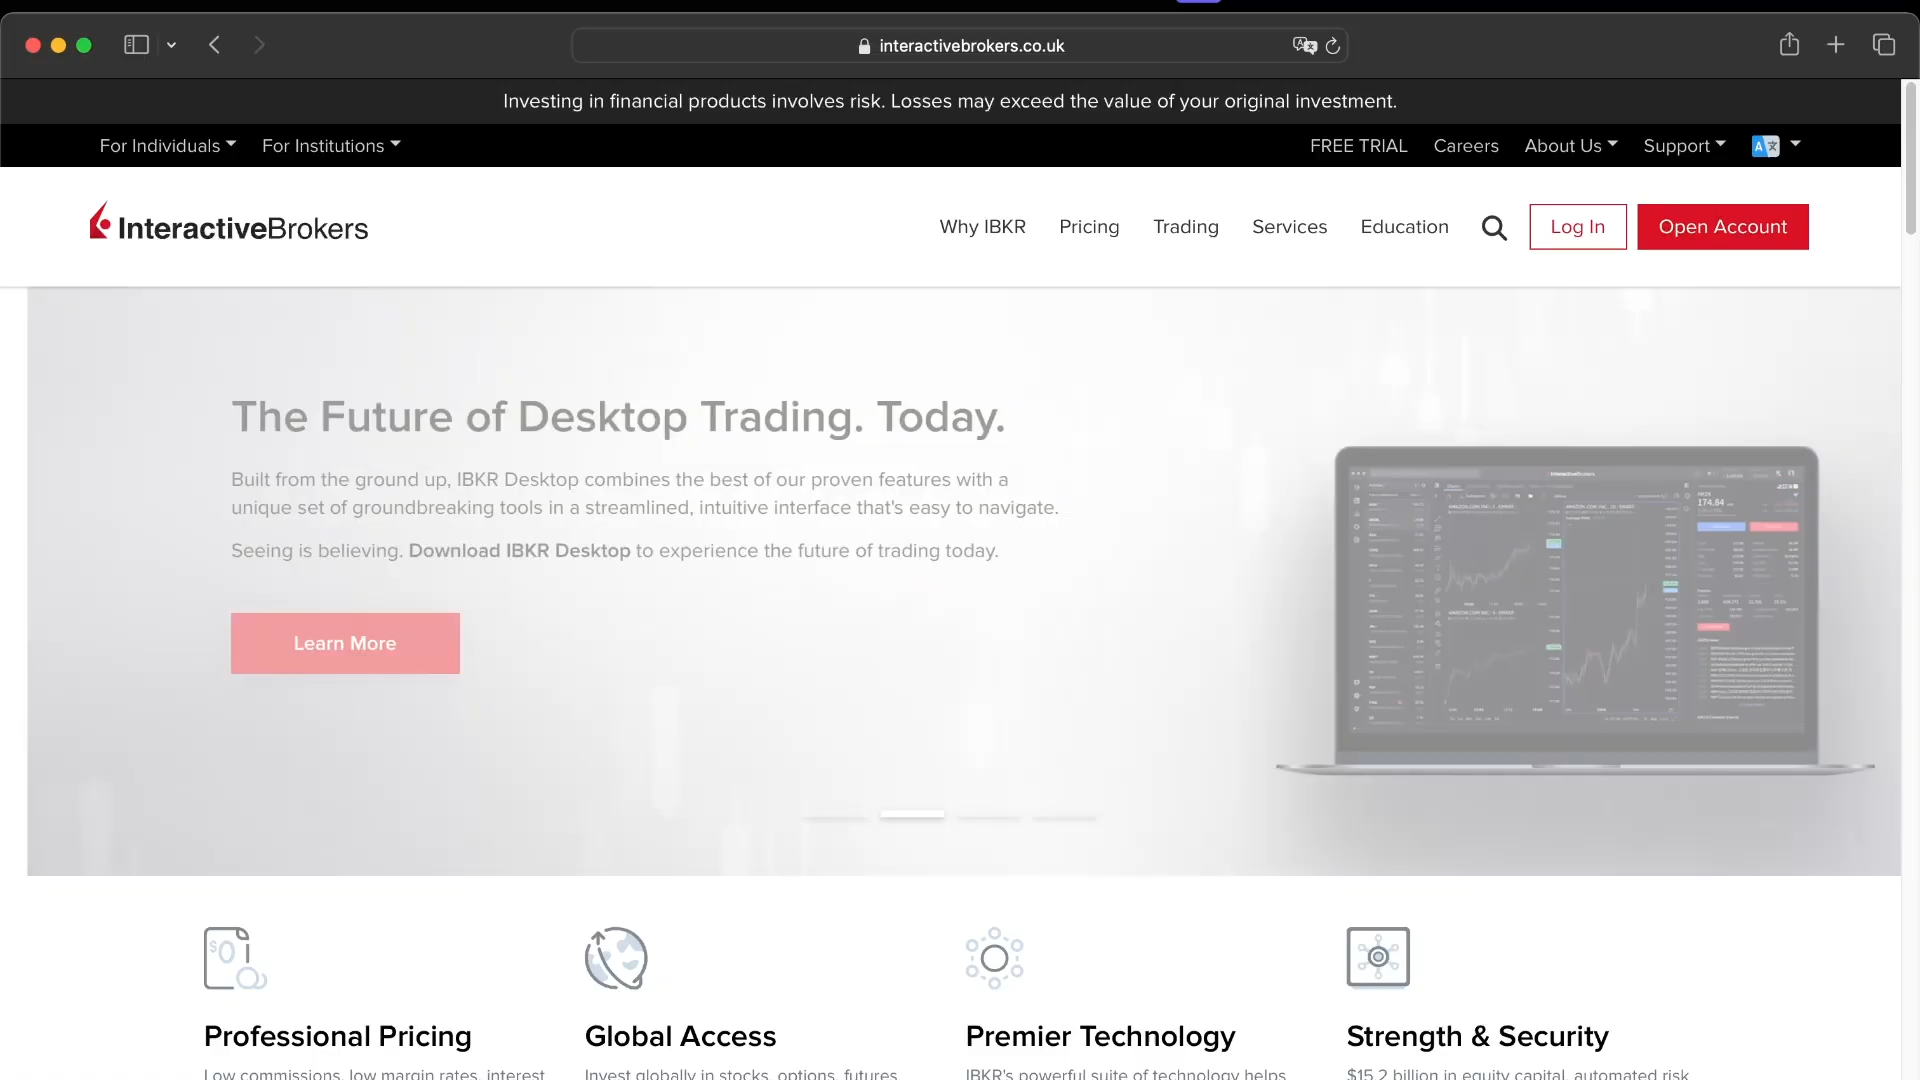 interactivebrokers.co.uk
Investing in financial products involves risk. Losses may exceed the value of your original investment.
For Individuals For Institutions FREE TRIAL Careers About Us Support
InteractiveBrokers Why IBKR Pricing Trading Services Education Log In Open Account
The Future of Desktop Trading. Today.
Built from the ground up, IBKR Desktop combines the best of our proven features with a
unique set of groundbreaking tools in a streamlined, intuitive interface that's easy to navigate.
Seeing is believing. Download IBKR Desktop to experience the future of trading today.
Learn More
174.64
Professional Pricing Global Access Premier Technology Strength & Security
Low commissions, low margin rates, interest Invest globally in stocks, options, futures IBKR's powerful suite of technology helps $15.2 billion in equity capital, automated risk